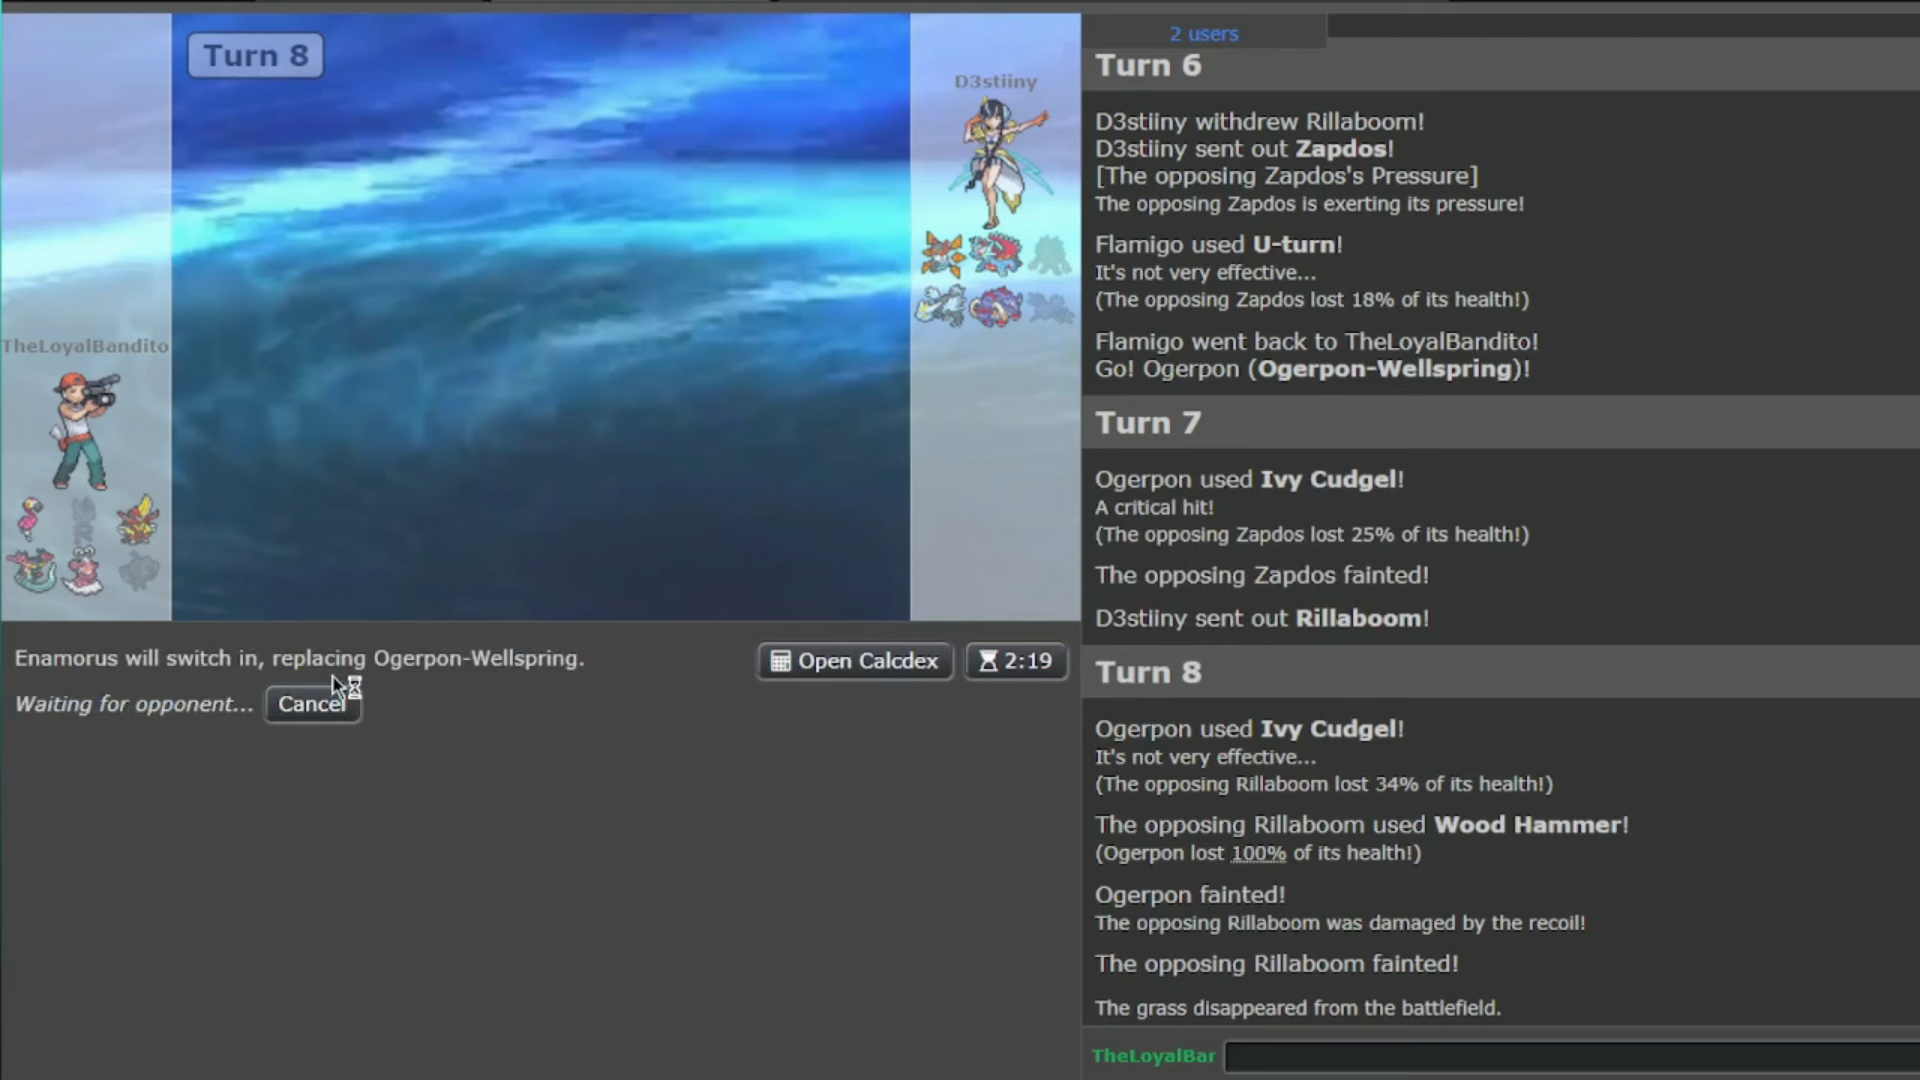 Turn 8
D3stiiny
TheLoyalBandito
Enamorus will switch in, replacing Ogerpon-Wellspring.
Waiting for opponent... Cancel
Open Calcdex
2:19
2 users
Turn 6
D3stiiny withdrew Rillaboom!
D3stiiny sent out Zapdos!
[The opposing Zapdos's Pressure]
The opposing Zapdos is exerting its pressure!
Flamigo used U-turn!
It's not very effective...
(The opposing Zapdos lost 18% of its health!)
Flamigo went back to TheLoyalBandito!
Go! Ogerpon (Ogerpon-Wellspring)!
Turn 7
Ogerpon used Ivy Cudgel!
A critical hit!
(The opposing Zapdos lost 25% of its health!)
The opposing Zapdos fainted!
D3stiiny sent out Rillaboom!
Turn 8
Ogerpon used Ivy Cudgel!
It's not very effective...
(The opposing Rillaboom lost 34% of its health!)
The opposing Rillaboom used Wood Hammer!
(Ogerpon lost 100% of its health!)
Ogerpon fainted!
The opposing Rillaboom was damaged by the recoil!
The opposing Rillaboom fainted!
The grass disappeared from the battlefield.
TheLoyalBar